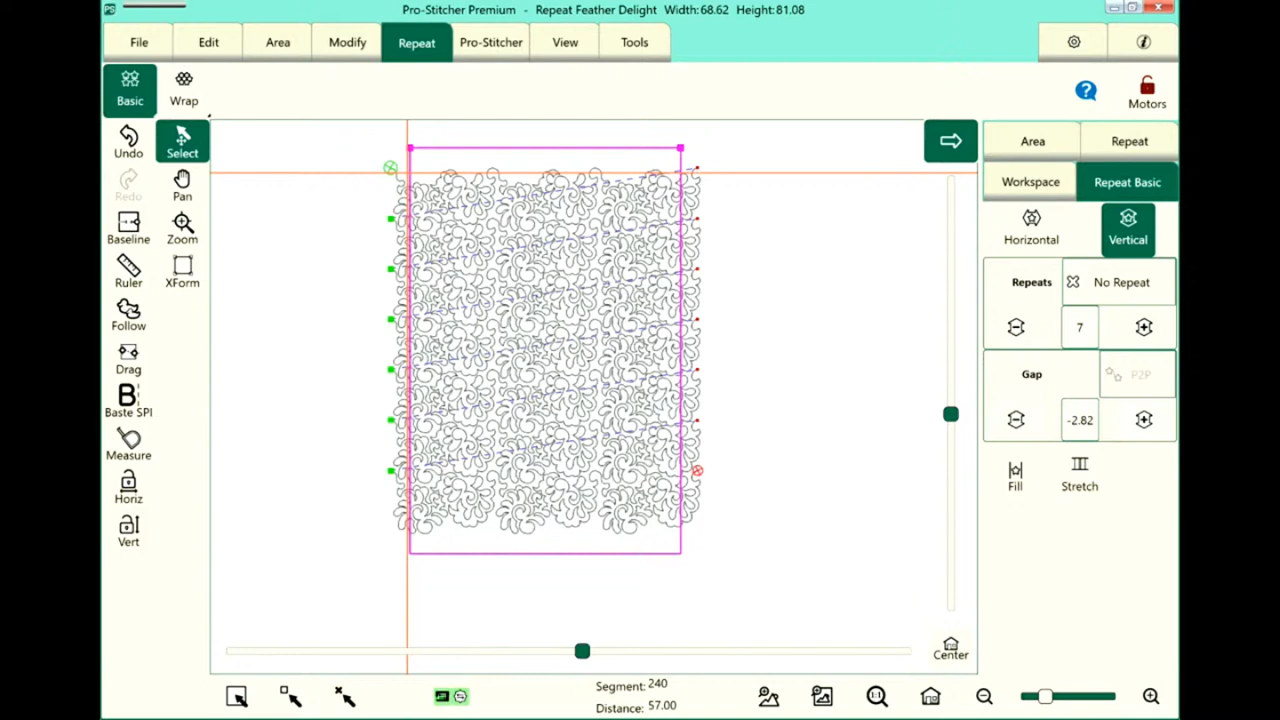 Pro-Stitcher Premium - Repeat Feather Delight Width:68.62 Height:81.08
File Edit Area Modify Repeat Pro-Stitcher View Tools
Basic Wrap Motors
Undo Select
Redo Pan
Baseline Zoom
Ruler XForm
Follow
Drag
Baste SPI
Measure
Horiz
Vert
Area Repeat
Workspace Repeat Basic
Horizontal Vertical
Repeats No Repeat
7
Gap P2P
-2.82
Fill Stretch
Center
Segment: 240
Distance: 57.00